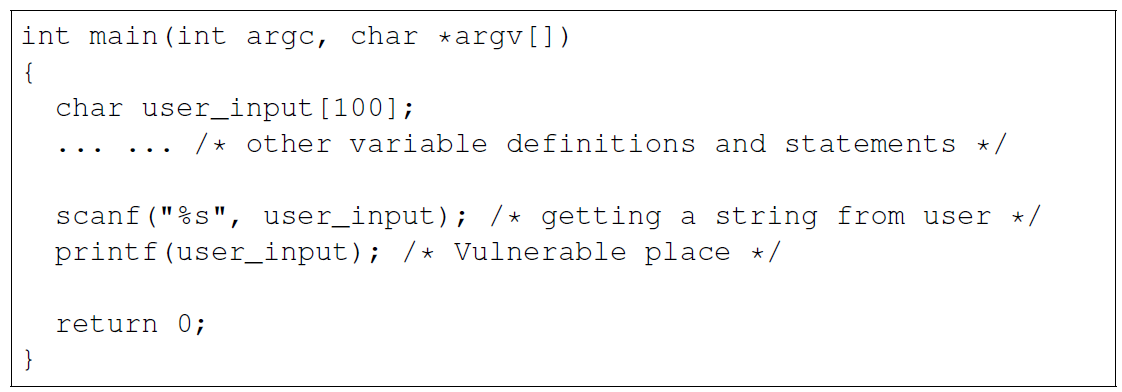 int main(int argc, char *argv[])
{
  char user_input[100];
  ... ... /* other variable definitions and statements */

  scanf("%s", user_input); /* getting a string from user */
  printf(user_input); /* Vulnerable place */

  return 0;
}